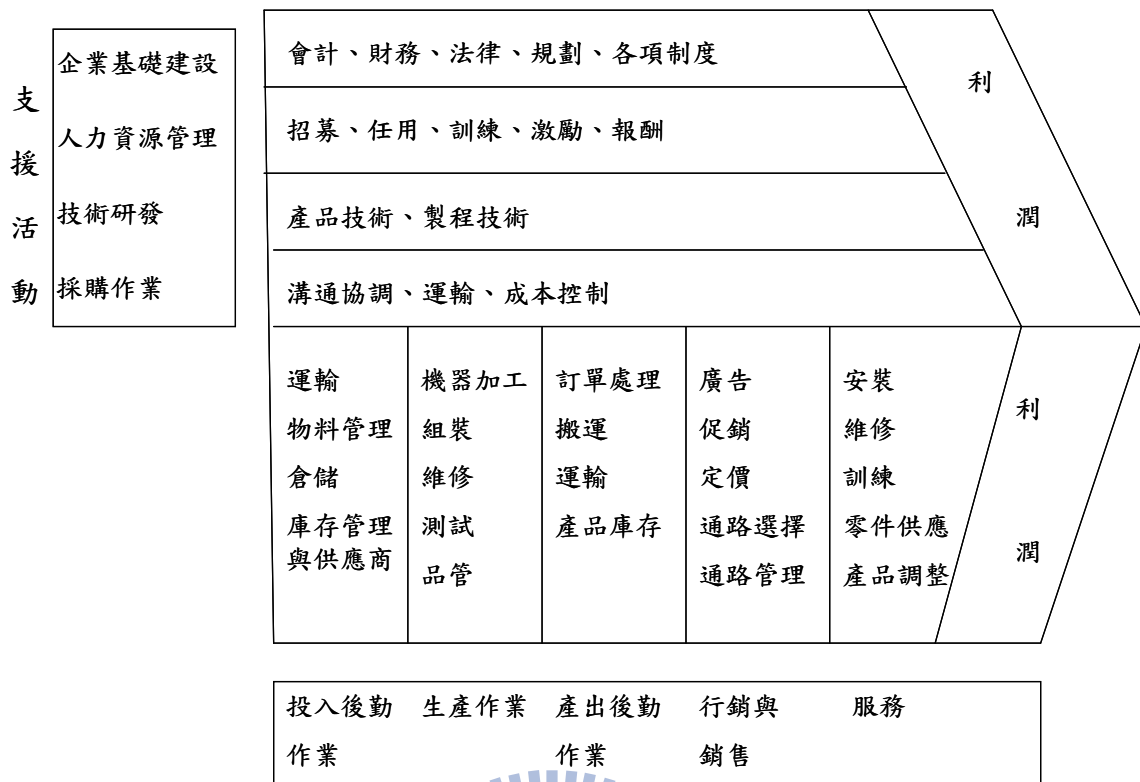 支援活動
企業基礎建設
人力資源管理
技術研發
採購作業
會計、財務、法律、規劃、各項制度
招募、任用、訓練、激勵、報酬
產品技術、製程技術
溝通協調、運輸、成本控制
利潤
運輸
物料管理
倉儲
庫存管理
與供應商
機器加工
組裝
維修
測試
品管
訂單處理
搬運
運輸
產品庫存
廣告
促銷
定價
通路選擇
通路管理
安裝
維修
訓練
零件供應
產品調整
利潤
投入後勤
作業
生產作業
產出後勤
作業
行銷與
銷售
服務